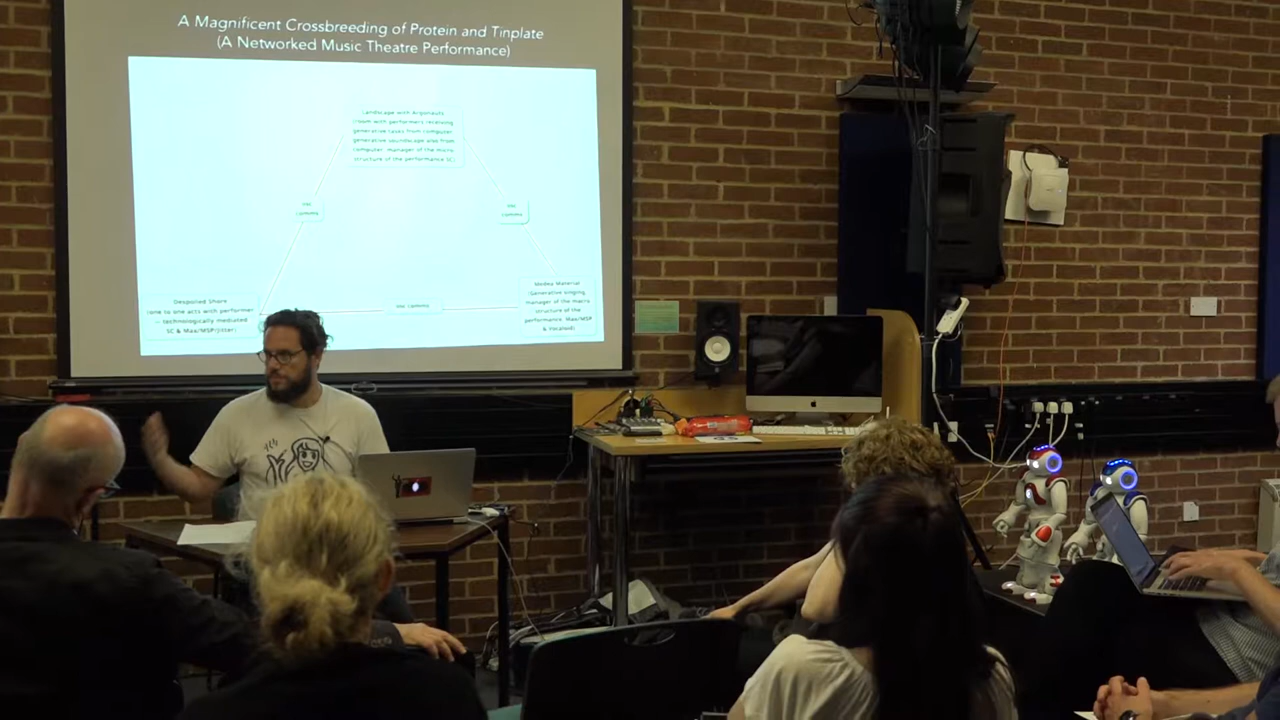 A Magnificent Crossbreeding of Protein and Tinplate
(A Networked Music Theatre Performance)
Landscape with Argonauts
(room with performers receiving
generative tasks from computer,
generative soundscape also from
computer, manager of the micro
structure of the performance SC)
Despoiled Shore
(one to one acts with performer
– technologically mediated
SC & Max/MSP/Jitter)
Medea Material
(Generative singing,
manager of the macro
structure of the
performance, Max/MSP
& Vocaloid)